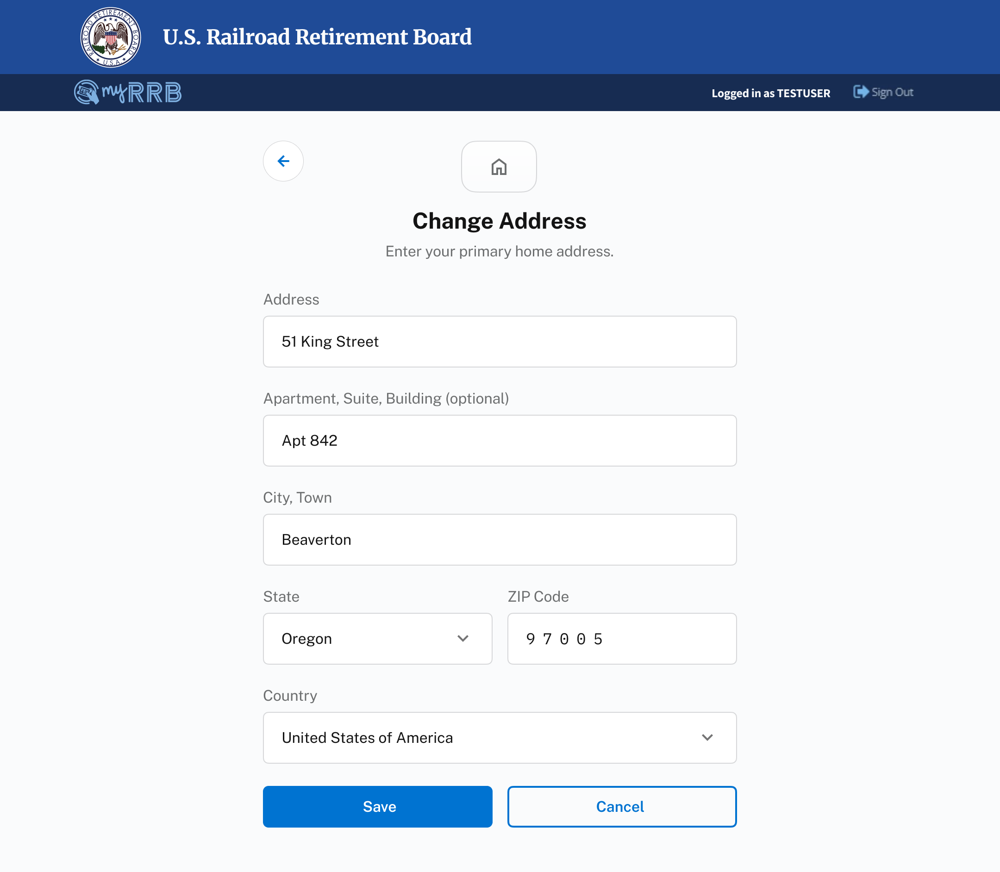 RAILROAD RETIREMENT BOARD
U.S.A.
U.S. Railroad Retirement Board
myRRB
Logged in as TESTUSER
Sign Out
Change Address
Enter your primary home address.
Address
51 King Street
Apartment, Suite, Building (optional)
Apt 842
City, Town
Beaverton
State
ZIP Code
Oregon
97005
Country
United States of America
Save
Cancel